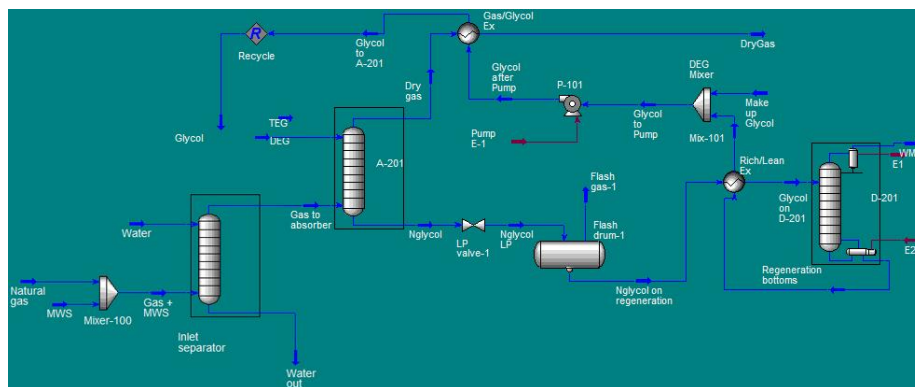 Gas/Glycol
Ex
R
Recycle
Glycol
to
A-201
DryGas
Glycol
after
Pump
P-101
DEG
Mixer
Dry
gas
Make
up
Glycol
Glycol
to
Pump
Mix-101
TEG
DEG
Glycol
Pump
E-1
A-201
Rich/Lean
Ex
WM
E1
Flash
gas-1
D-201
Glycol
on
D-201
Gas to
absorber
Nglycol
LP
valve-1
Nglycol
LP
Flash
drum-1
Water
E2
Nglycol on
regeneration
Regeneration
bottoms
Natural
gas
MWS
Mixer-100
Gas +
MWS
Inlet
separator
Water
out